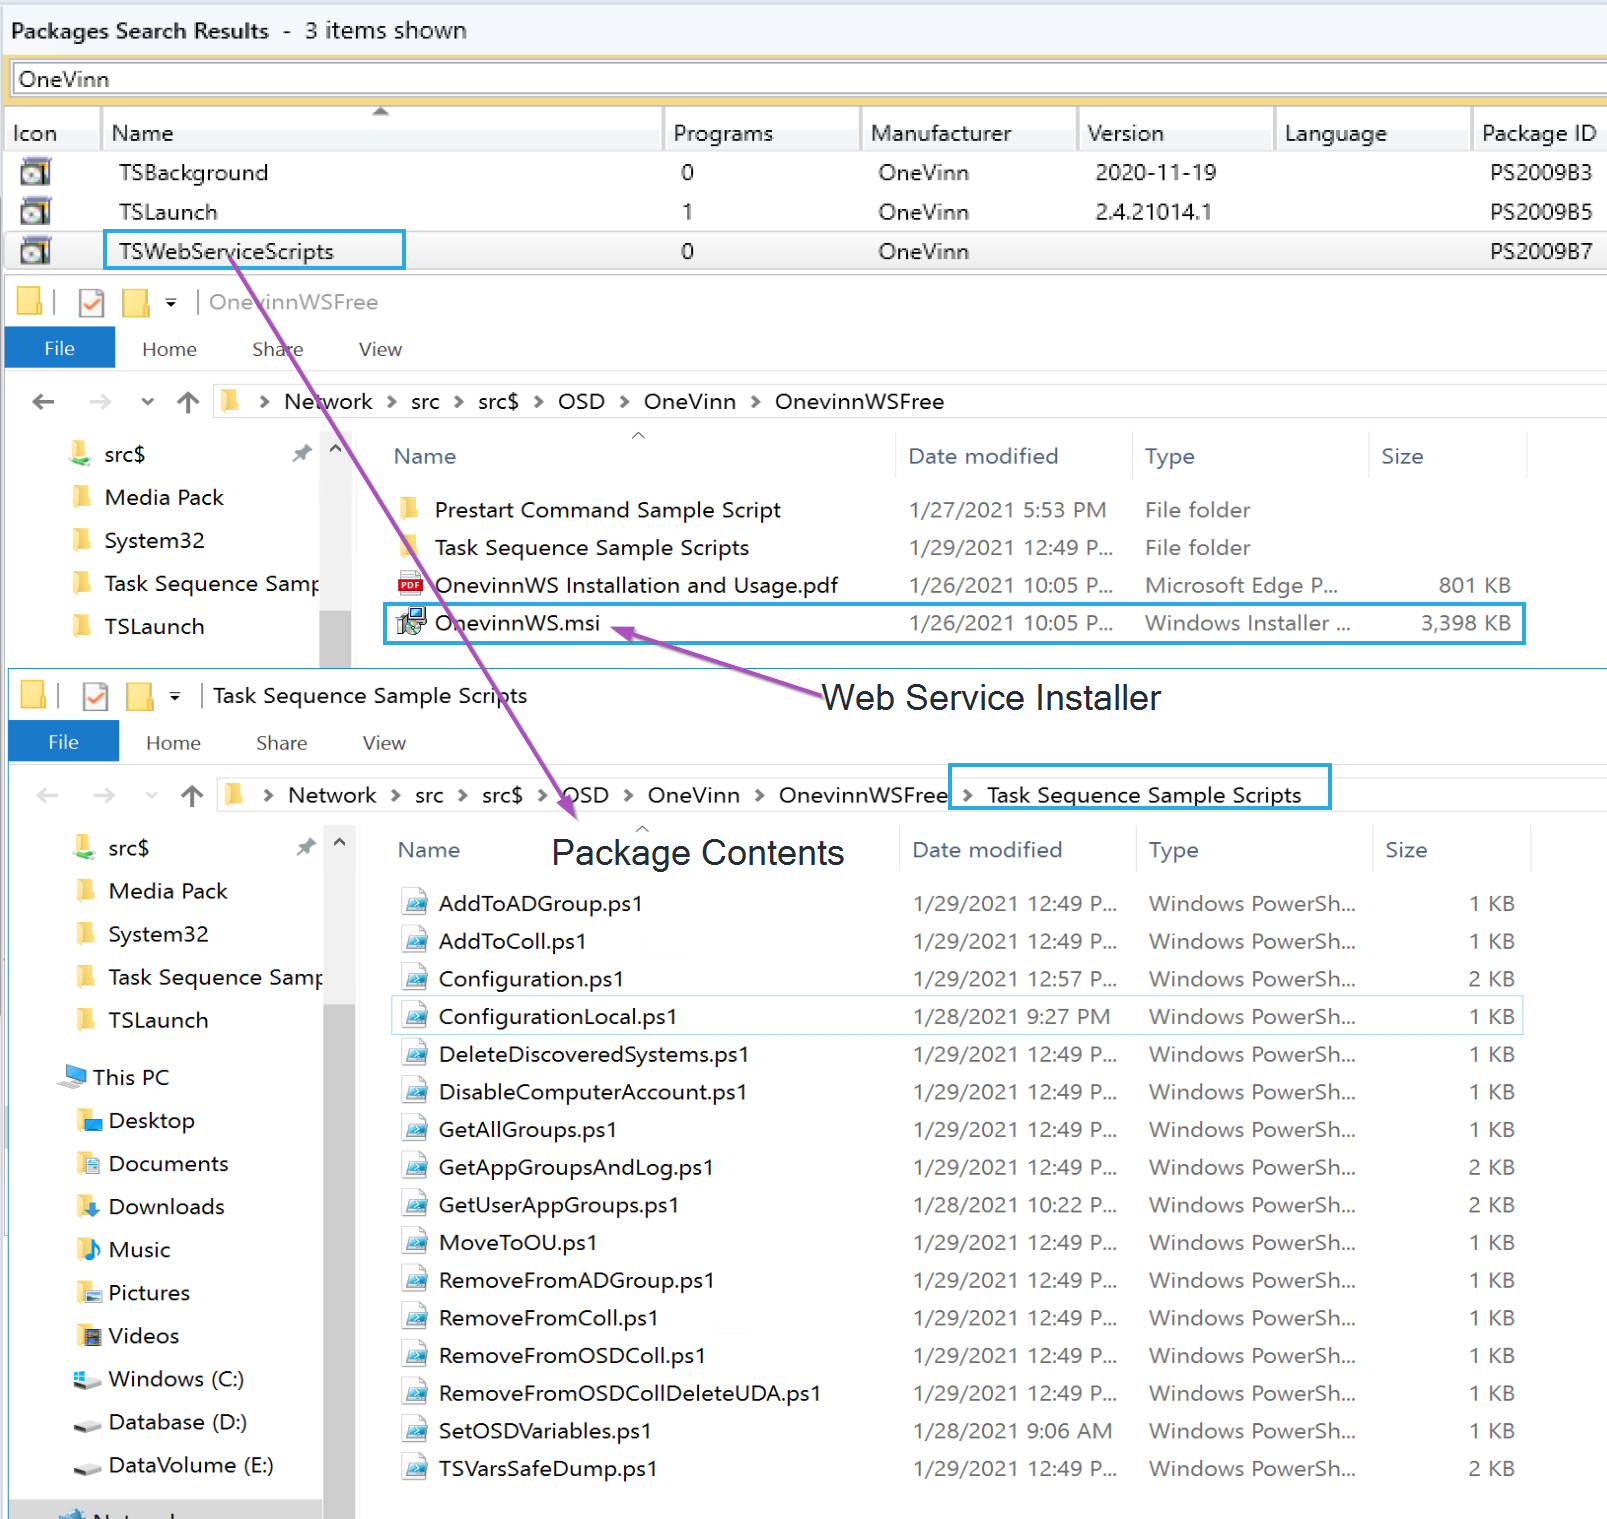 Packages Search Results - 3 items shown
OneVinn
Icon Name Programs Manufacturer Version Language Package ID
TSBackground 0 OneVinn 2020-11-19 PS2009B3
TSLaunch 1 OneVinn 2.4.21014.1 PS2009B5
TSWebServiceScripts 0 OneVinn PS2009B7
OnevinnWSFree
File Home Share View
Network > src > src$ > OSD > OneVinn > OnevinnWSFree
src$
Media Pack
System32
Task Sequence Samp
TSLaunch
Name Date modified Type Size
Prestart Command Sample Script 1/27/2021 5:53 PM File folder
Task Sequence Sample Scripts 1/29/2021 12:49 P... File folder
PDF OnevinnWS Installation and Usage.pdf 1/26/2021 10:05 P... Microsoft Edge P... 801 KB
OnevinnWS.msi 1/26/2021 10:05 P... Windows Installer ... 3,398 KB
Web Service Installer
Task Sequence Sample Scripts
File Home Share View
Network > src > src$ > OSD > OneVinn > OnevinnWSFree > Task Sequence Sample Scripts
src$
Media Pack
System32
Task Sequence Samp
TSLaunch
This PC
Desktop
Documents
Downloads
Music
Pictures
Videos
Windows (C:)
Database (D:)
DataVolume (E:)
Package Contents
Name Date modified Type Size
AddToADGroup.ps1 1/29/2021 12:49 P... Windows PowerSh... 1 KB
AddToColl.ps1 1/29/2021 12:49 P... Windows PowerSh... 1 KB
Configuration.ps1 1/29/2021 12:57 P... Windows PowerSh... 2 KB
ConfigurationLocal.ps1 1/28/2021 9:27 PM Windows PowerSh... 1 KB
DeleteDiscoveredSystems.ps1 1/29/2021 12:49 P... Windows PowerSh... 1 KB
DisableComputerAccount.ps1 1/29/2021 12:49 P... Windows PowerSh... 1 KB
GetAllGroups.ps1 1/29/2021 12:49 P... Windows PowerSh... 1 KB
GetAppGroupsAndLog.ps1 1/29/2021 12:49 P... Windows PowerSh... 2 KB
GetUserAppGroups.ps1 1/28/2021 10:22 P... Windows PowerSh... 2 KB
MoveToOU.ps1 1/29/2021 12:49 P... Windows PowerSh... 1 KB
RemoveFromADGroup.ps1 1/29/2021 12:49 P... Windows PowerSh... 1 KB
RemoveFromColl.ps1 1/29/2021 12:49 P... Windows PowerSh... 1 KB
RemoveFromOSDColl.ps1 1/29/2021 12:49 P... Windows PowerSh... 1 KB
RemoveFromOSDCollDeleteUDA.ps1 1/29/2021 12:49 P... Windows PowerSh... 1 KB
SetOSDVariables.ps1 1/28/2021 9:06 AM Windows PowerSh... 1 KB
TSVarsSafeDump.ps1 1/29/2021 12:49 P... Windows PowerSh... 2 KB